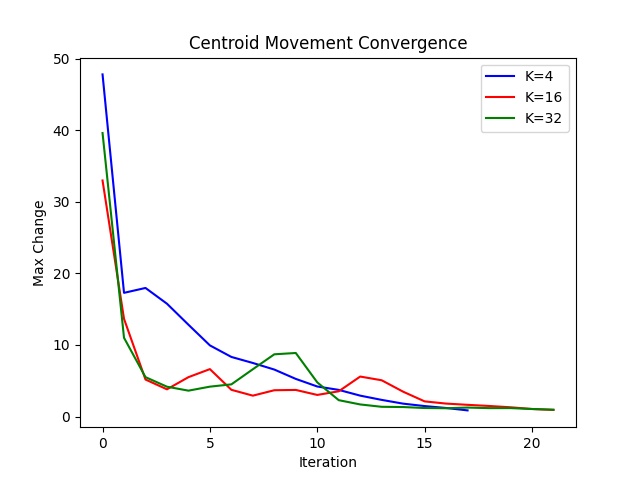 Centroid Movement Convergence
K=4
K=16
K=32
Max Change
50
40
30
20
10
0
0 5 10 15 20
Iteration